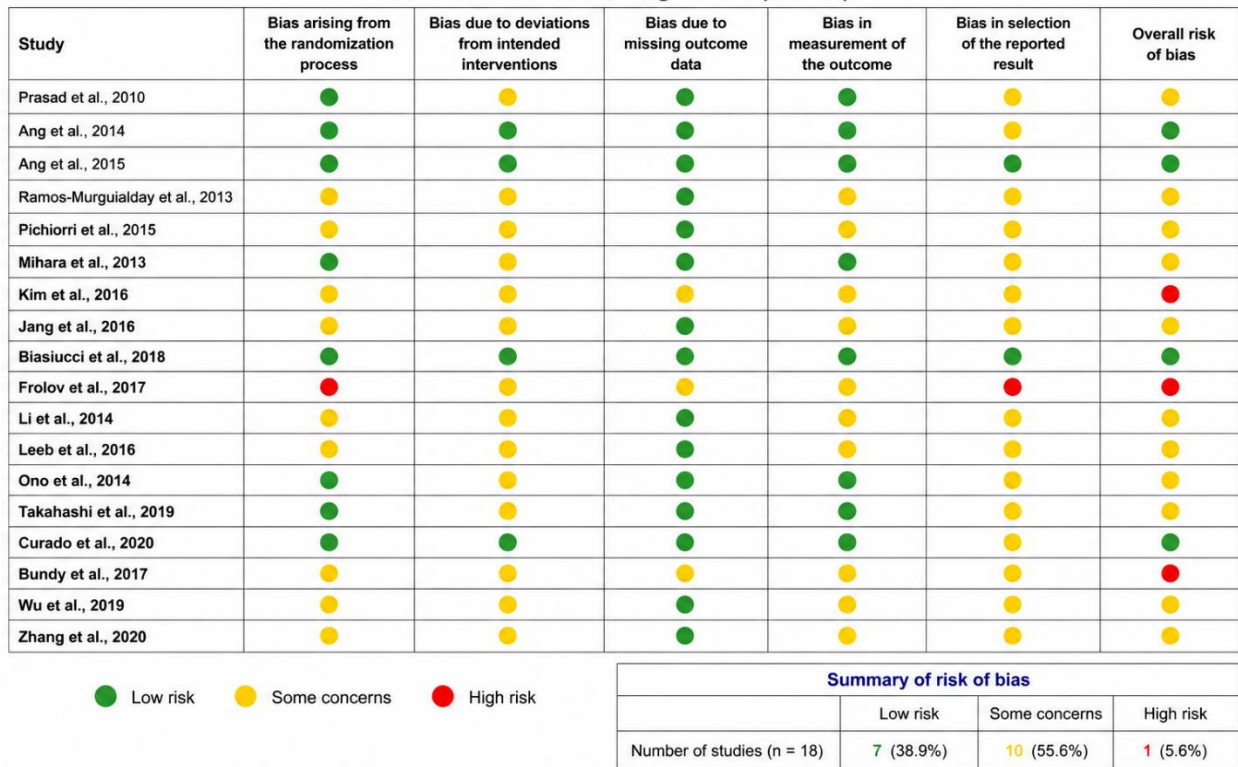 Study
Bias arising from the randomization process
Bias due to deviations from intended interventions
Bias due to missing outcome data
Bias in measurement of the outcome
Bias in selection of the reported result
Overall risk of bias
Prasad et al., 2010
Ang et al., 2014
Ang et al., 2015
Ramos-Murguialday et al., 2013
Pichiorri et al., 2015
Mihara et al., 2013
Kim et al., 2016
Jang et al., 2016
Biasiucci et al., 2018
Frolov et al., 2017
Li et al., 2014
Leeb et al., 2016
Ono et al., 2014
Takahashi et al., 2019
Curado et al., 2020
Bundy et al., 2017
Wu et al., 2019
Zhang et al., 2020
Low risk
Some concerns
High risk
Summary of risk of bias
Low risk
Some concerns
High risk
Number of studies (n = 18)
7 (38.9%)
10 (55.6%)
1 (5.6%)